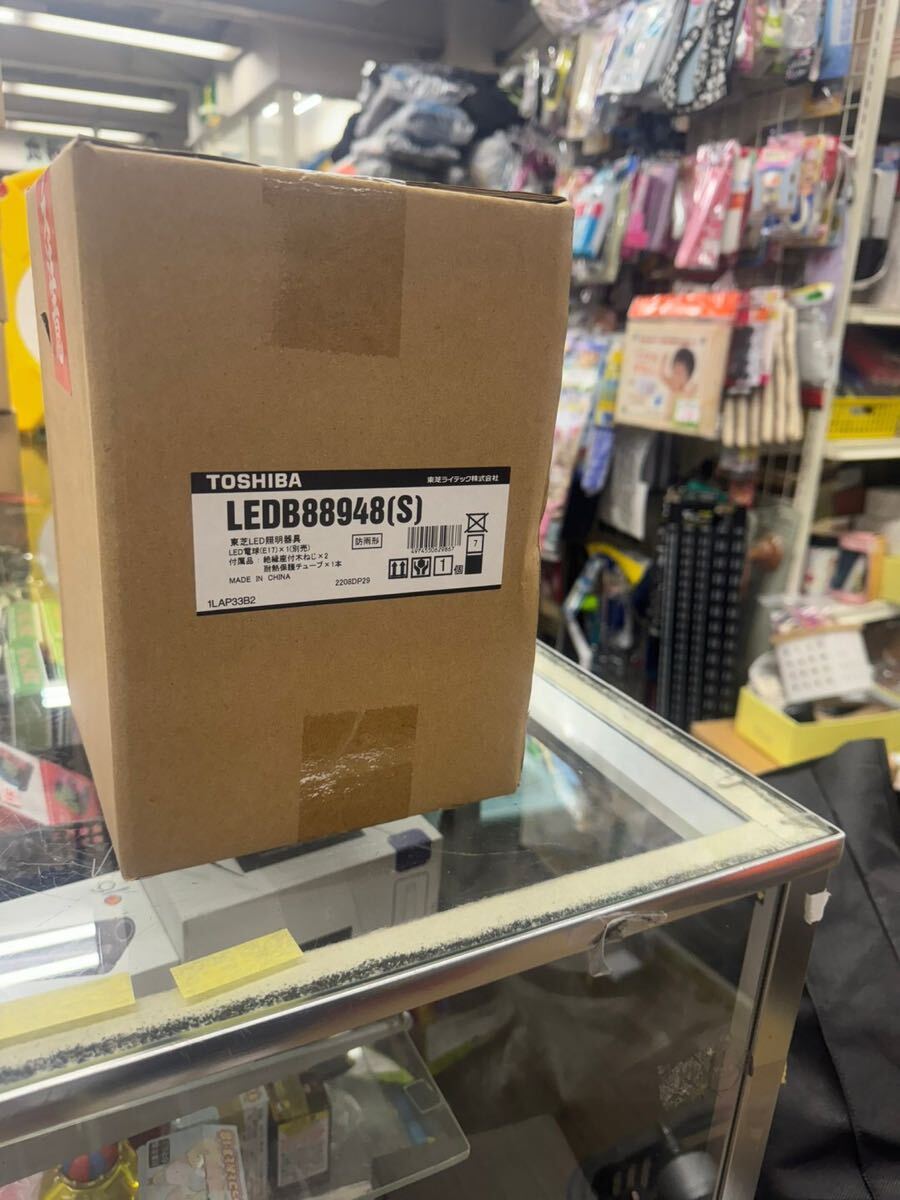 TOSHIBA
東芝ライテック株式会社
LEDB88948(S)
東芝LED照明器具
防雨形
LED電球(E17)×1(別売)
付属品：絶縁座付木ねじ×2
耐熱保護チューブ×1本
4974550629867
7
1個
MADE IN CHINA
2208DP29
1LAP33B2